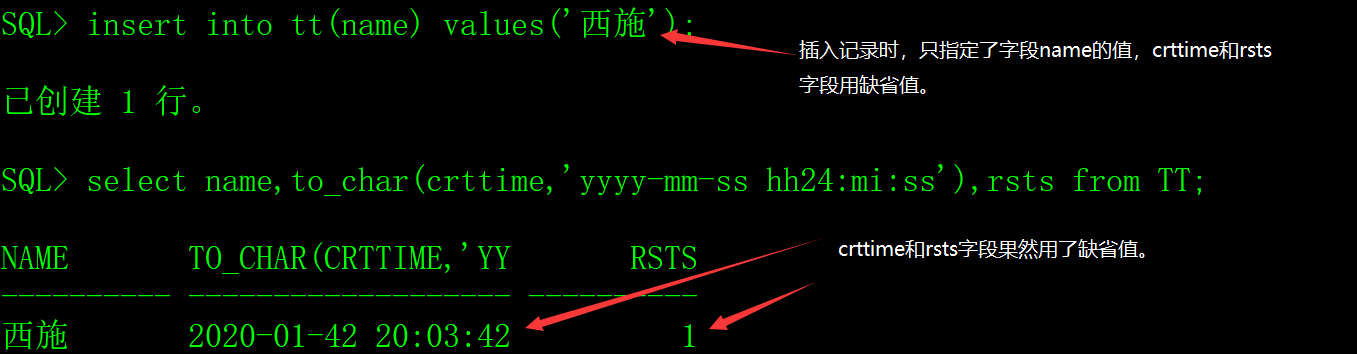 SQL> insert into tt(name) values('西施');
插入记录时，只指定了字段name的值，crttime和rsts
字段用缺省值。
已创建 1 行。
SQL> select name,to_char(crttime,'yyyy-mm-ss hh24:mi:ss'),rsts from TT;
NAME TO_CHAR(CRTTIME,'YY RSTS
---------- ------------------- ----------
crttime和rsts字段果然用了缺省值。
西施 2020-01-42 20:03:42 1